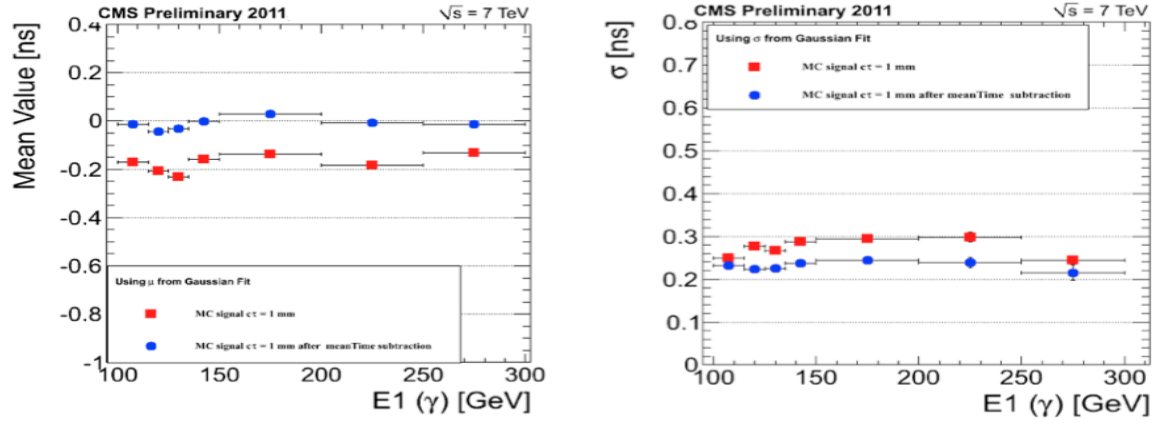 CMS Preliminary 2011 √s = 7 TeV
Mean Value [ns]
0.4
0.2
0
-0.2
-0.4
-0.6
-0.8
-1
Using μ from Gaussian Fit
MC signal cτ = 1 mm
MC signal cτ = 1 mm after meanTime subtraction
100 150 200 250 300
E1 (γ) [GeV]
CMS Preliminary 2011 √s = 7 TeV
σ [ns]
0.8
0.7
0.6
0.5
0.4
0.3
0.2
0.1
0
Using σ from Gaussian Fit
MC signal cτ = 1 mm
MC signal cτ = 1 mm after meanTime subtraction
100 150 200 250 300
E1 (γ) [GeV]